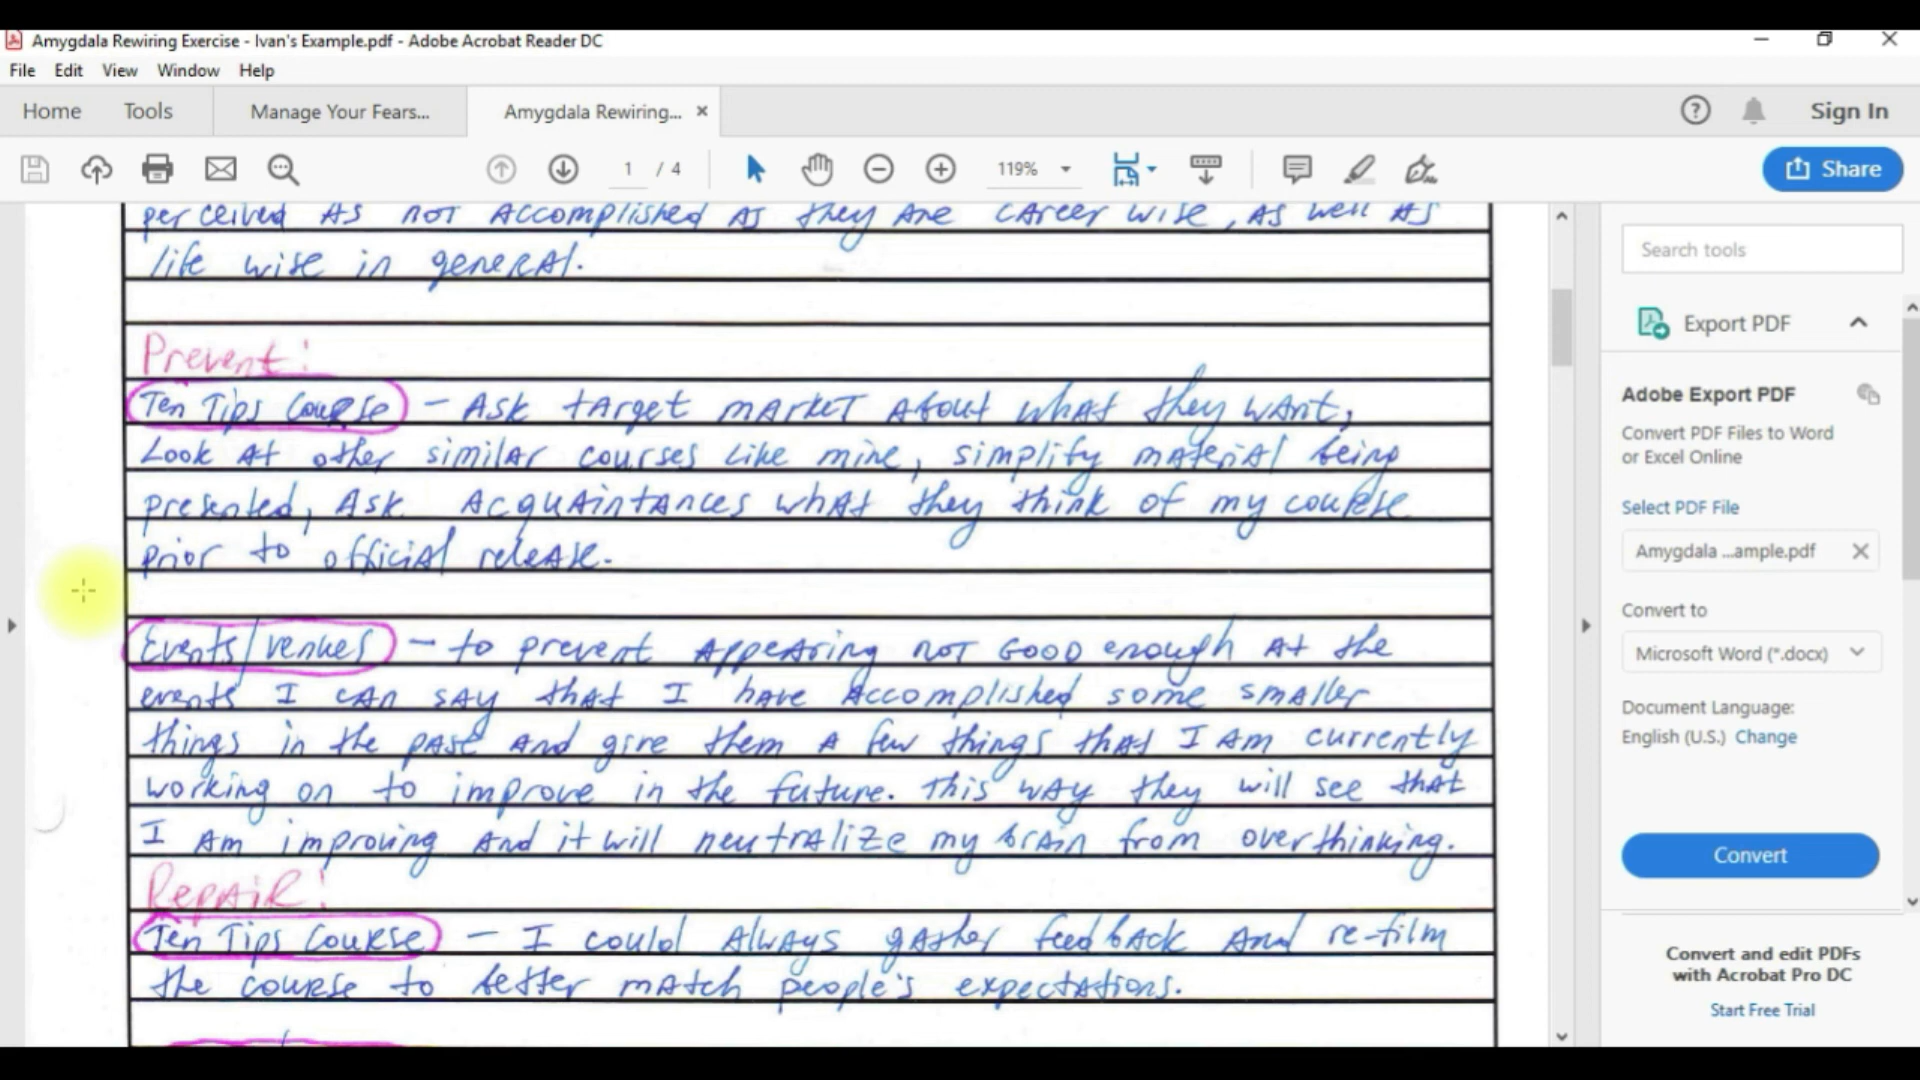 Amygdala Rewiring Exercise - Ivan's Example.pdf - Adobe Acrobat Reader DC
File Edit View Window Help
Home Tools Manage Your Fears... Amygdala Rewiring... × Sign In
1 / 4 119% Share
perceived as not accomplished as they are career wise, as well as
life wise in general.
Prevent:
Ten Tips Course - Ask target market about what they want,
Look at other similar courses like mine, simplify material being
presented, Ask acquaintances what they think of my course
prior to official release.
Events/Venues - to prevent appearing not good enough at the
events I can say that I have accomplished some smaller
things in the past and give them a few things that I am currently
working on to improve in the future. This way they will see that
I am improving and it will neutralize my brain from overthinking.
Repair:
Ten Tips Course - I could always gather feedback and re-film
the course to better match people's expectations.
Search tools
Export PDF
Adobe Export PDF
Convert PDF Files to Word
or Excel Online
Select PDF File
Amygdala ...ample.pdf
Convert to
Microsoft Word (*.docx)
Document Language:
English (U.S.) Change
Convert
Convert and edit PDFs
with Acrobat Pro DC
Start Free Trial